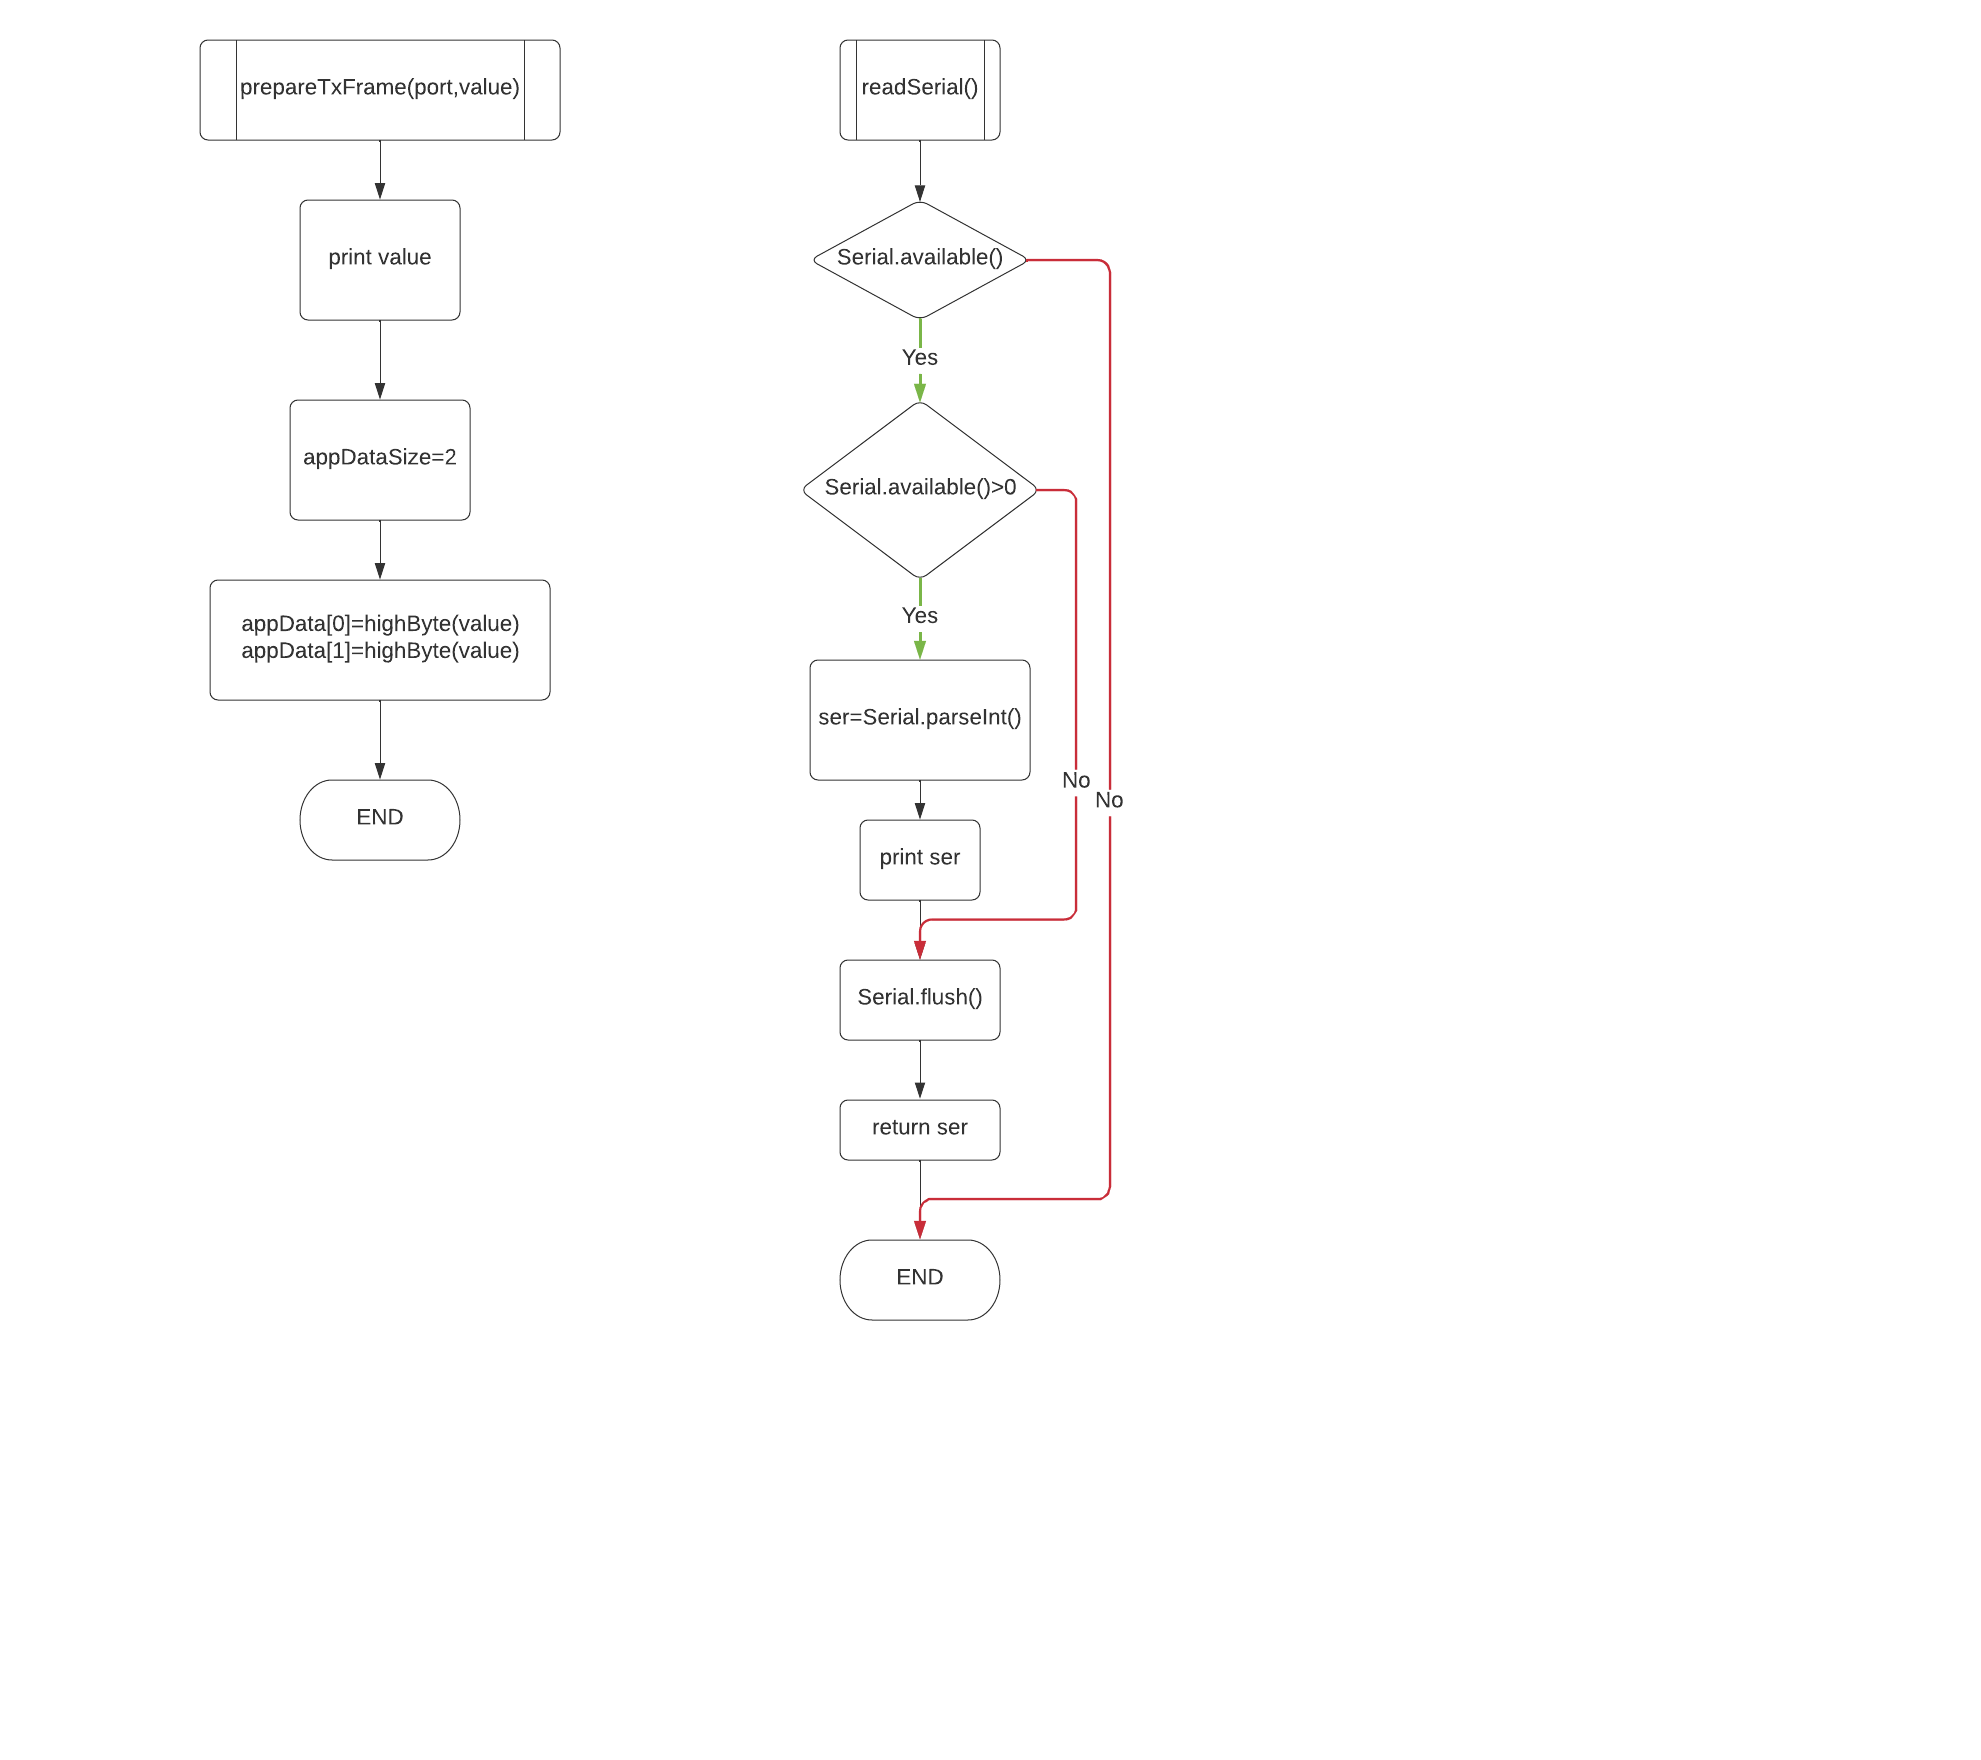 prepareTxFrame(port,value)
print value
appDataSize=2
appData[0]=highByte(value)
appData[1]=highByte(value)
END
readSerial()
Serial.available()
Yes
Serial.available()>0
Yes
ser=Serial.parseInt()
No
No
print ser
Serial.flush()
return ser
END